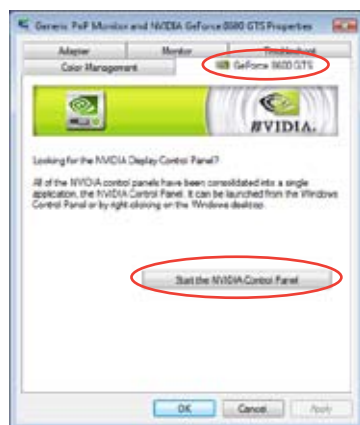 Generic PnP Monitor and NVIDIA GeForce 8600 GTS Properties
Adapter Monitor Troubleshoot
Color Management GeForce 8600 GTS
NVIDIA.
Looking for the NVIDIA Display Control Panel?
All of the NVIDIA control panels have been consolidated into a single
application, the NVIDIA Control Panel. It can be launched from the Windows
Control Panel or by right clicking on the Windows desktop.
Start the NVIDIA Control Panel
OK Cancel Apply